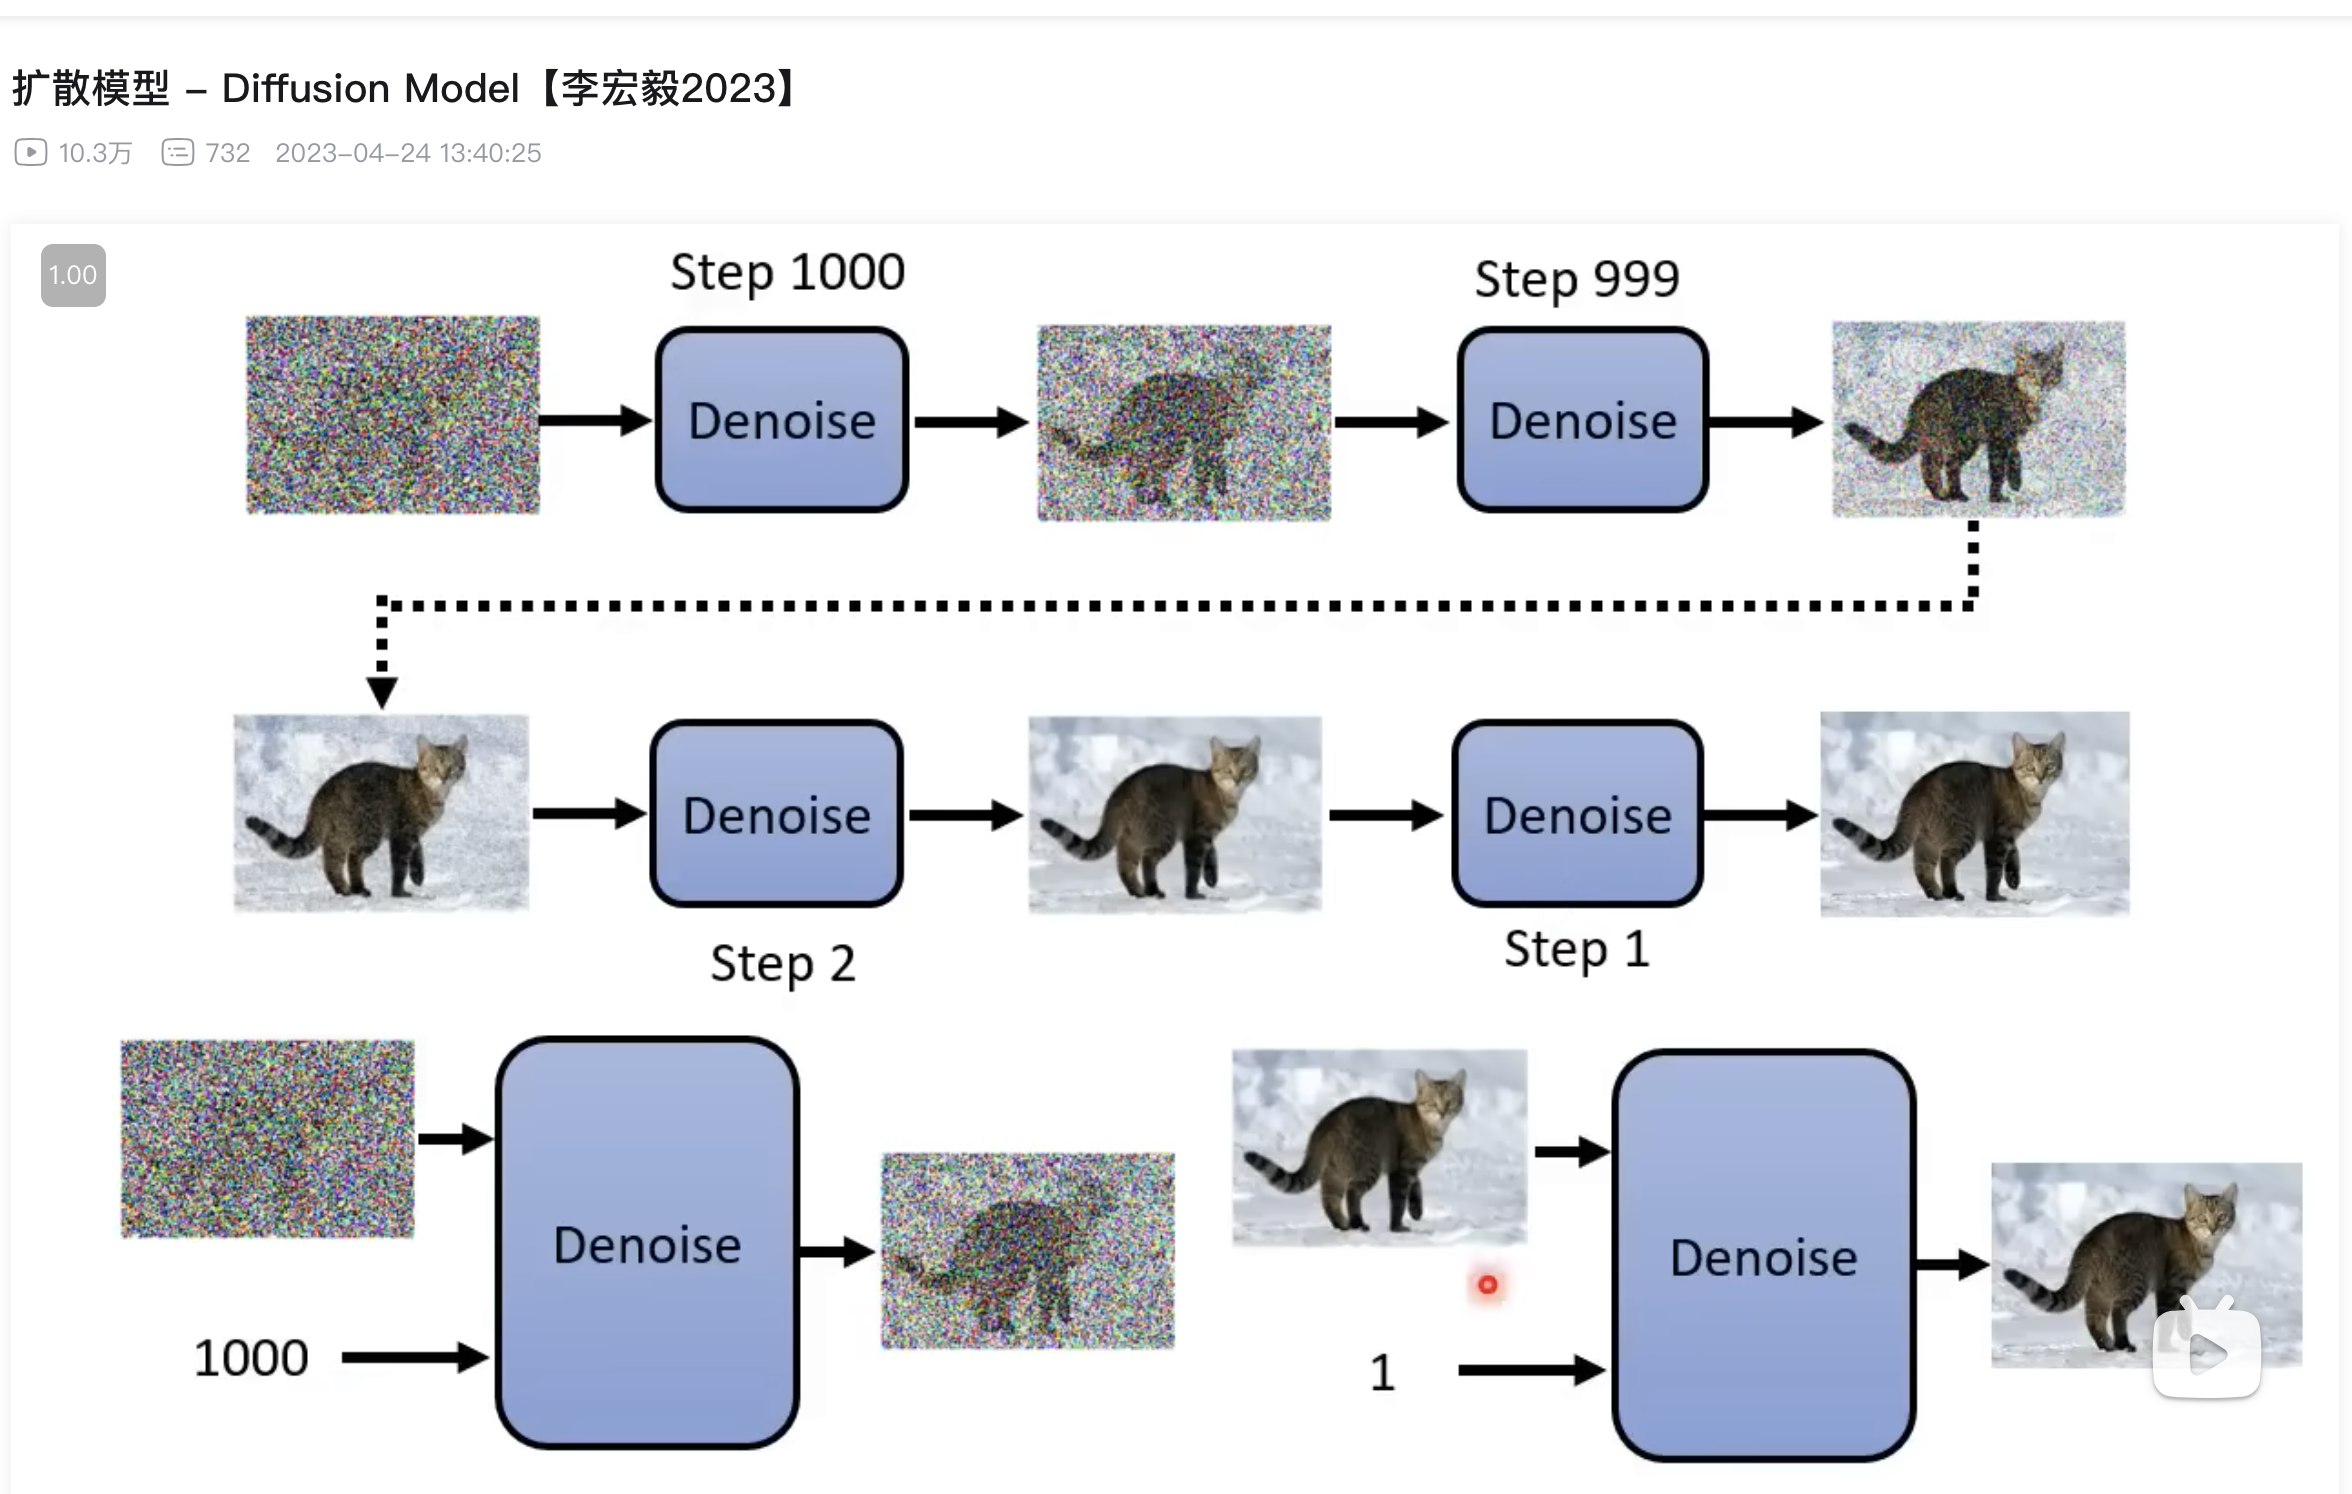 扩散模型 – Diffusion Model【李宏毅2023】
10.3万 732 2023-04-24 13:40:25
1.00
Step 1000
Step 999
Denoise
Denoise
Denoise
Denoise
Step 2
Step 1
Denoise
1000
Denoise
1